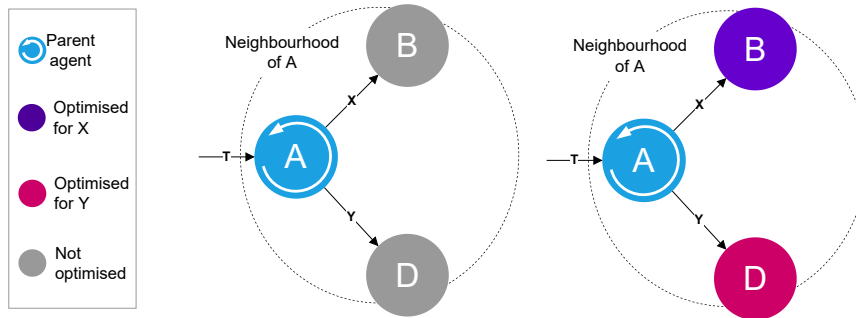 Parent
agent
Optimised
for X
Optimised
for Y
Not
optimised
Neighbourhood
of A
B
X
T
A
Y
D
Neighbourhood
of A
B
X
T
A
Y
D